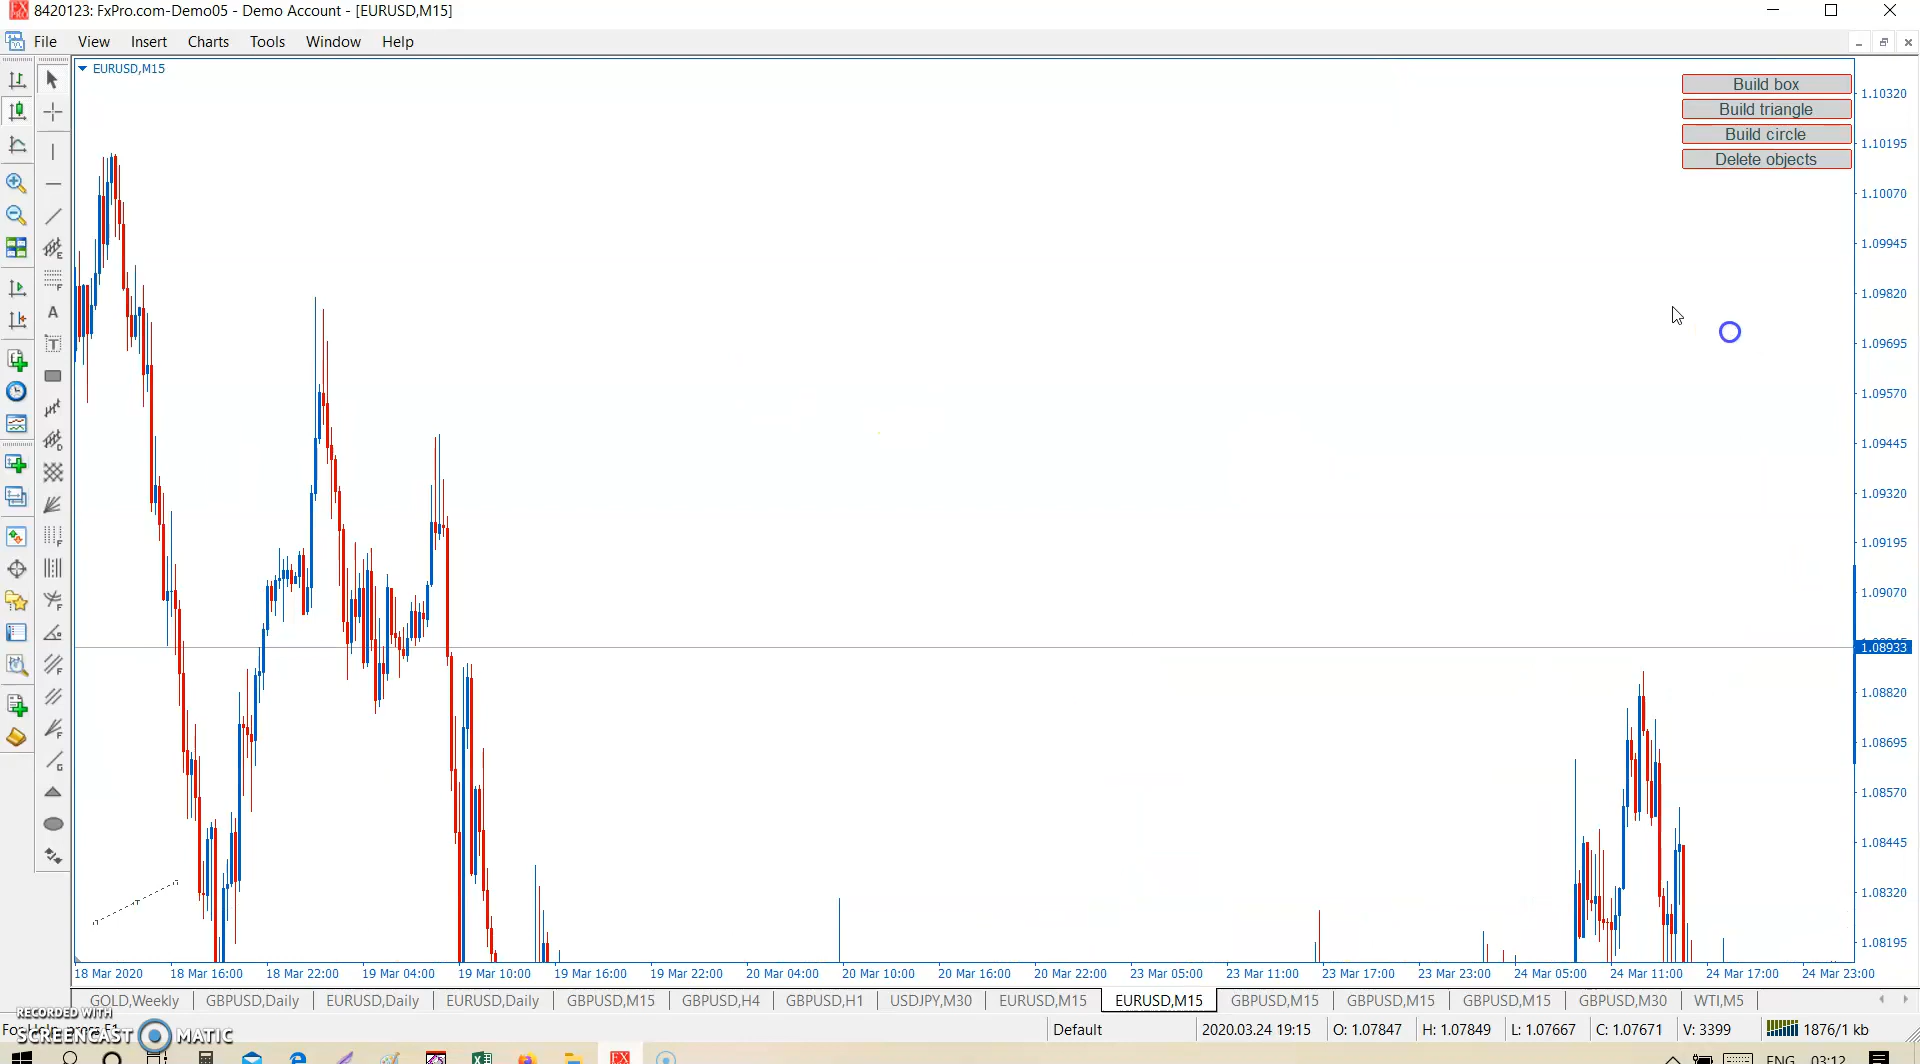 8420123: FxPro.com-Demo05 - Demo Account - [EURUSD,M15]
File View Insert Charts Tools Window Help
EURUSD,M15
Build box
Build triangle
Build circle
Delete objects
1.10320
1.10195
1.10070
1.09945
1.09820
1.09695
1.09570
1.09445
1.09320
1.09195
1.09070
1.08933
1.08820
1.08695
1.08570
1.08445
1.08320
1.08195
18 Mar 2020 18 Mar 16:00 18 Mar 22:00 19 Mar 04:00 19 Mar 10:00 19 Mar 16:00 19 Mar 22:00 20 Mar 04:00 20 Mar 10:00 20 Mar 16:00 20 Mar 22:00 23 Mar 05:00 23 Mar 11:00 23 Mar 17:00 23 Mar 23:00 24 Mar 05:00 24 Mar 11:00 24 Mar 17:00 24 Mar 23:00
GOLD,Weekly GBPUSD,Daily EURUSD,Daily EURUSD,Daily GBPUSD,M15 GBPUSD,H4 GBPUSD,H1 USDJPY,M30 EURUSD,M15 EURUSD,M15 GBPUSD,M15 GBPUSD,M15 GBPUSD,M15 GBPUSD,M30 WTI,M5
RECORDED WITH
SCREENCAST MATIC
For Help, press F1 Default 2020.03.24 19:15 O: 1.07847 H: 1.07849 L: 1.07667 C: 1.07671 V: 3399 1876/1 kb
ENG 03:12